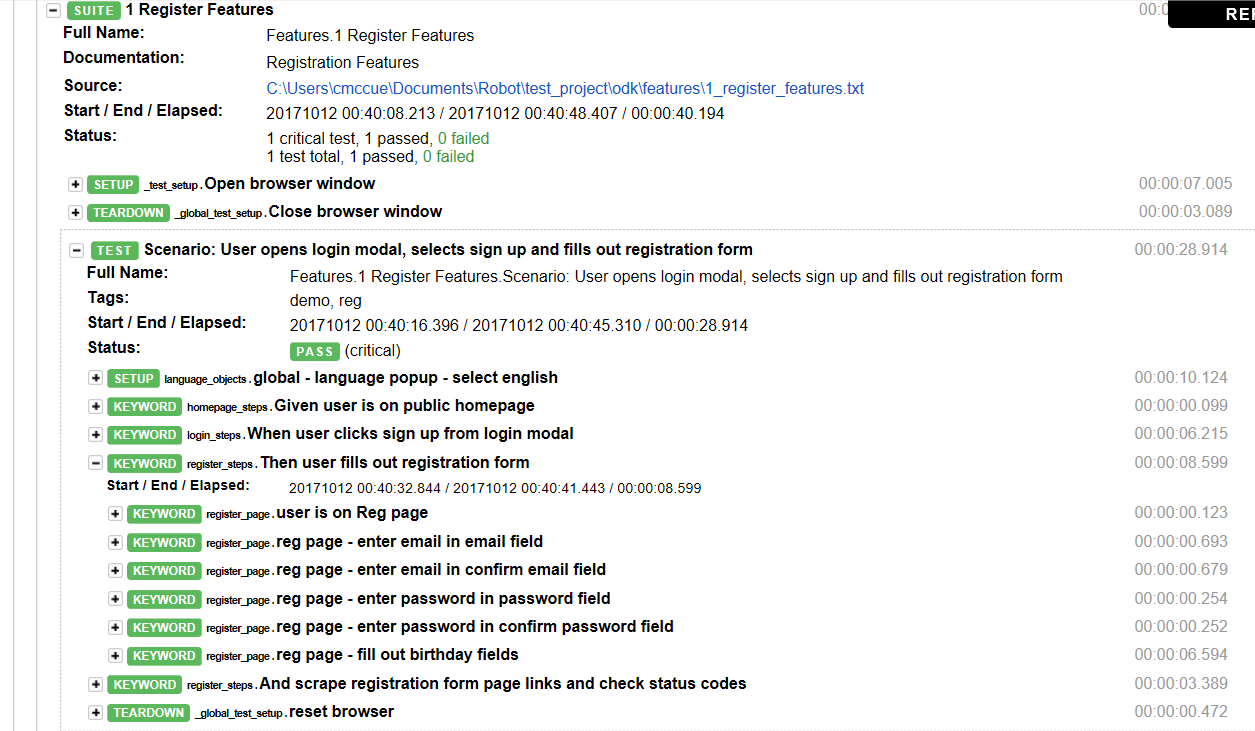 SUITE 1 Register Features 00:0
REP
Full Name: Features.1 Register Features
Documentation: Registration Features
Source: C:\Users\cmccue\Documents\Robot\test_project\odk\features\1_register_features.txt
Start / End / Elapsed: 20171012 00:40:08.213 / 20171012 00:40:48.407 / 00:00:40.194
Status: 1 critical test, 1 passed, 0 failed
1 test total, 1 passed, 0 failed
SETUP _test_setup.Open browser window 00:00:07.005
TEARDOWN _global_test_setup.Close browser window 00:00:03.089
TEST Scenario: User opens login modal, selects sign up and fills out registration form 00:00:28.914
Full Name: Features.1 Register Features.Scenario: User opens login modal, selects sign up and fills out registration form
Tags: demo, reg
Start / End / Elapsed: 20171012 00:40:16.396 / 20171012 00:40:45.310 / 00:00:28.914
Status: PASS (critical)
SETUP language_objects.global - language popup - select english 00:00:10.124
KEYWORD homepage_steps.Given user is on public homepage 00:00:00.099
KEYWORD login_steps.When user clicks sign up from login modal 00:00:06.215
KEYWORD register_steps.Then user fills out registration form 00:00:08.599
Start / End / Elapsed: 20171012 00:40:32.844 / 20171012 00:40:41.443 / 00:00:08.599
KEYWORD register_page.user is on Reg page 00:00:00.123
KEYWORD register_page.reg page - enter email in email field 00:00:00.693
KEYWORD register_page.reg page - enter email in confirm email field 00:00:00.679
KEYWORD register_page.reg page - enter password in password field 00:00:00.254
KEYWORD register_page.reg page - enter password in confirm password field 00:00:00.252
KEYWORD register_page.reg page - fill out birthday fields 00:00:06.594
KEYWORD register_steps.And scrape registration form page links and check status codes 00:00:03.389
TEARDOWN _global_test_setup.reset browser 00:00:00.472